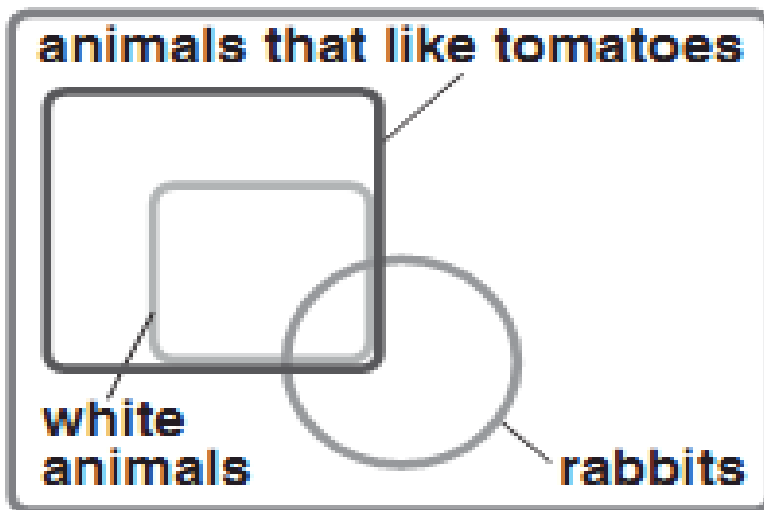 animals that like tomatoes
white
animals
rabbits